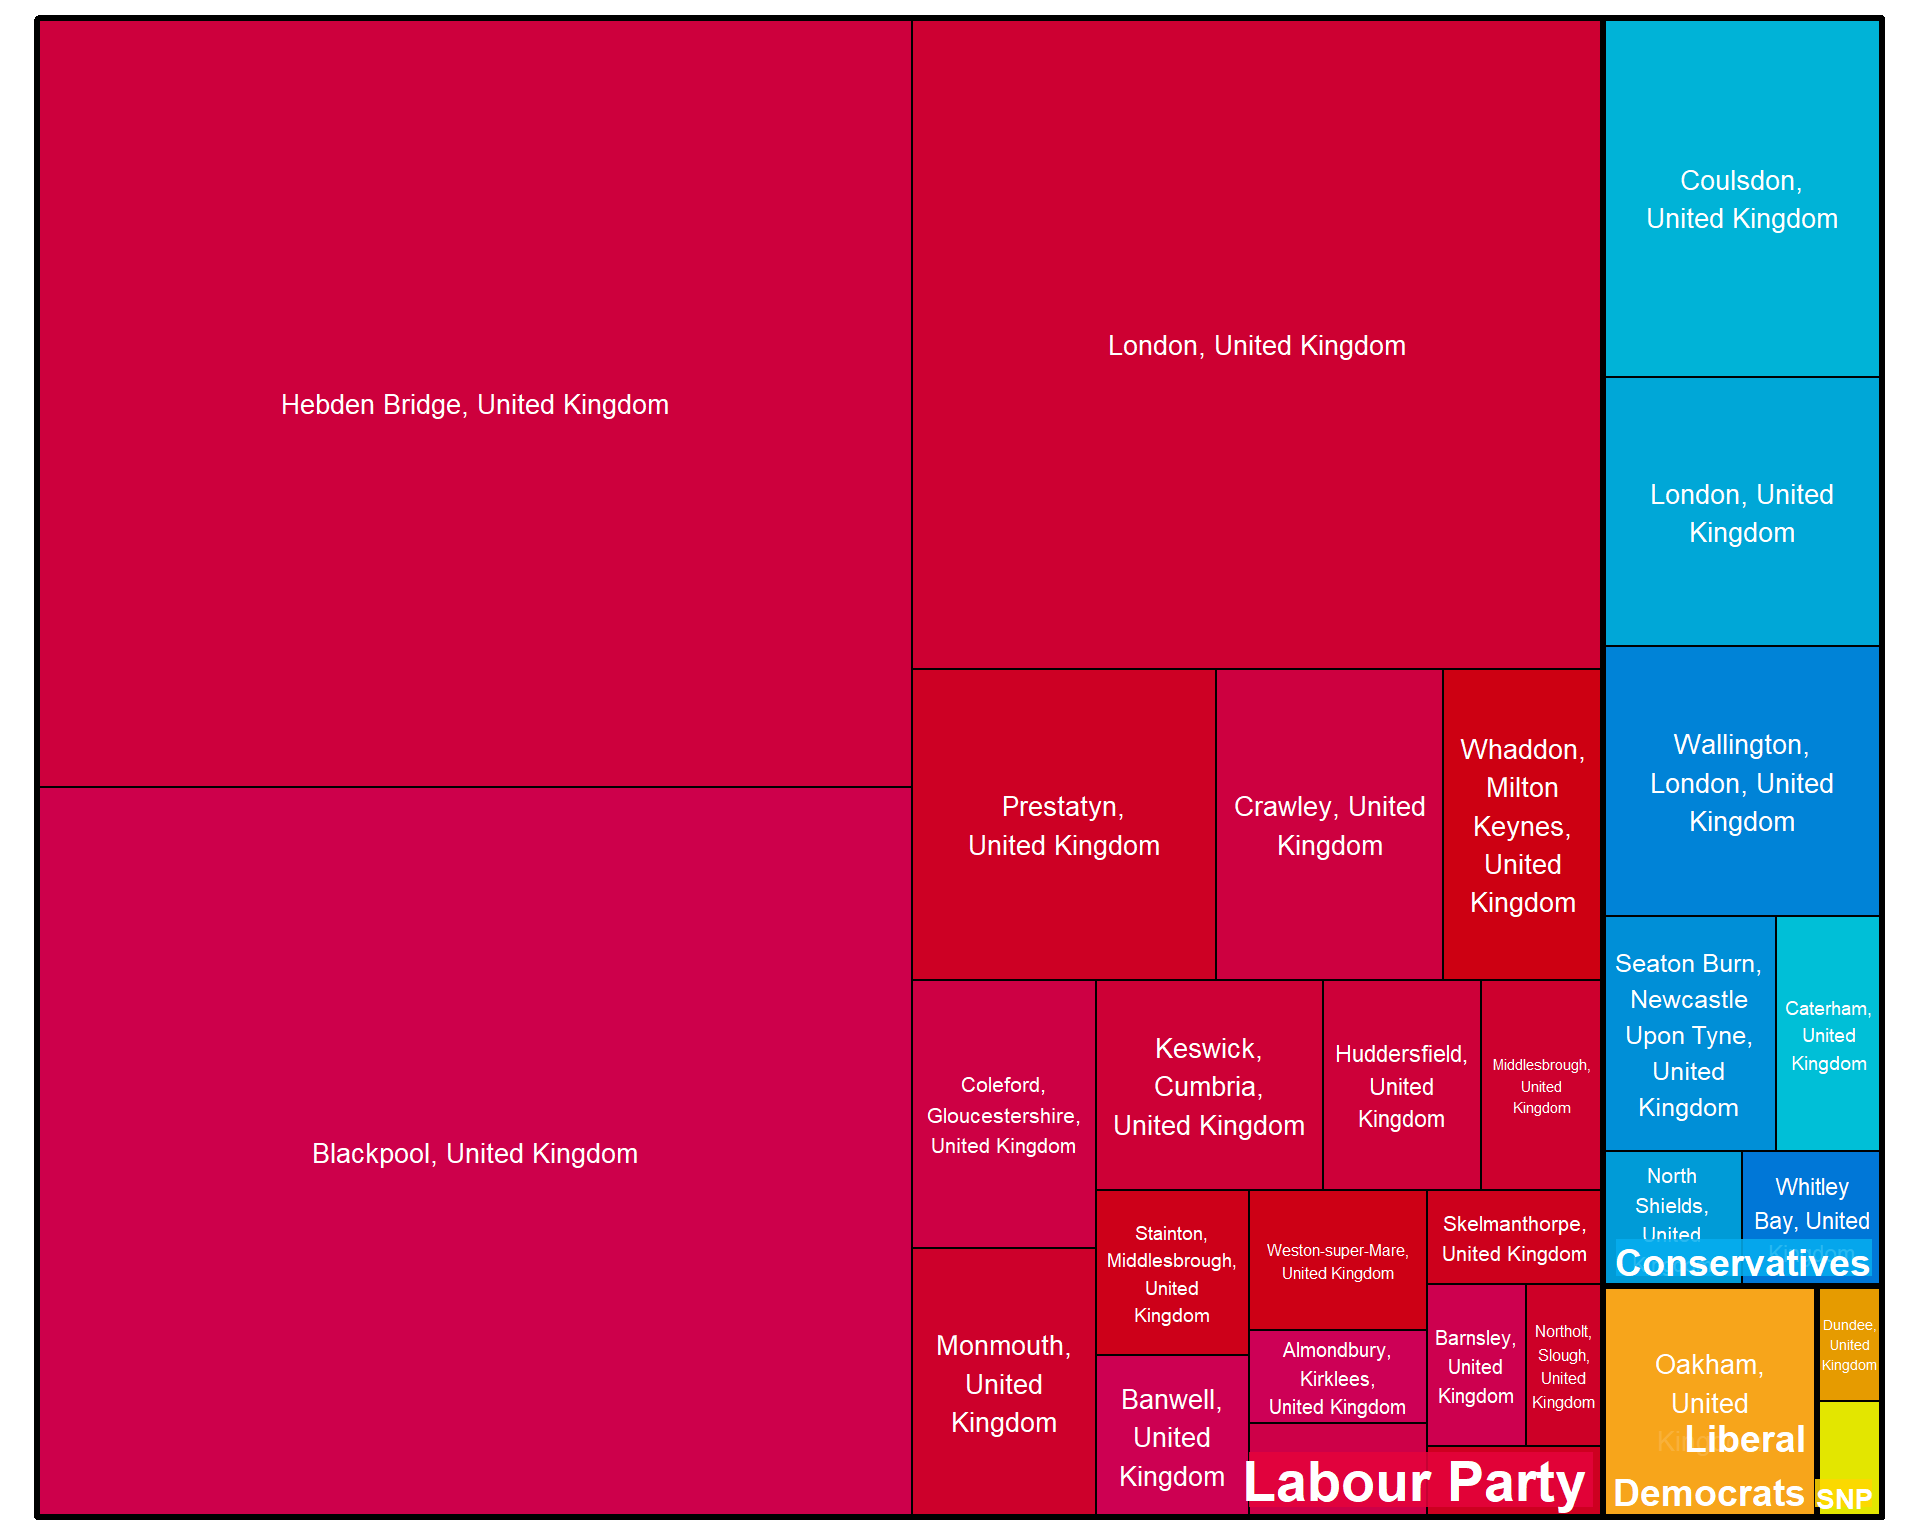 Hebden Bridge, United Kingdom
Blackpool, United Kingdom
London, United Kingdom
Prestatyn,
United Kingdom
Crawley, United
Kingdom
Whaddon,
Milton
Keynes,
United
Kingdom
Coleford,
Gloucestershire,
United Kingdom
Keswick,
Cumbria,
United Kingdom
Huddersfield,
United
Kingdom
Middlesbrough,
United
Kingdom
Monmouth,
United
Kingdom
Stainton,
Middlesbrough,
United
Kingdom
Banwell,
United
Kingdom
Weston-super-Mare,
United Kingdom
Almondbury,
Kirklees,
United Kingdom
Skelmanthorpe,
United Kingdom
Barnsley,
United
Kingdom
Northolt,
Slough,
United
Kingdom
Labour Party
Coulsdon,
United Kingdom
London, United
Kingdom
Wallington,
London, United
Kingdom
Seaton Burn,
Newcastle
Upon Tyne,
United
Kingdom
Caterham,
United
Kingdom
North
Shields,
United
Whitley
Bay, United
Kingdom
Conservatives
Oakham,
United
Kingdom
Liberal
Democrats
Dundee,
United
Kingdom
SNP